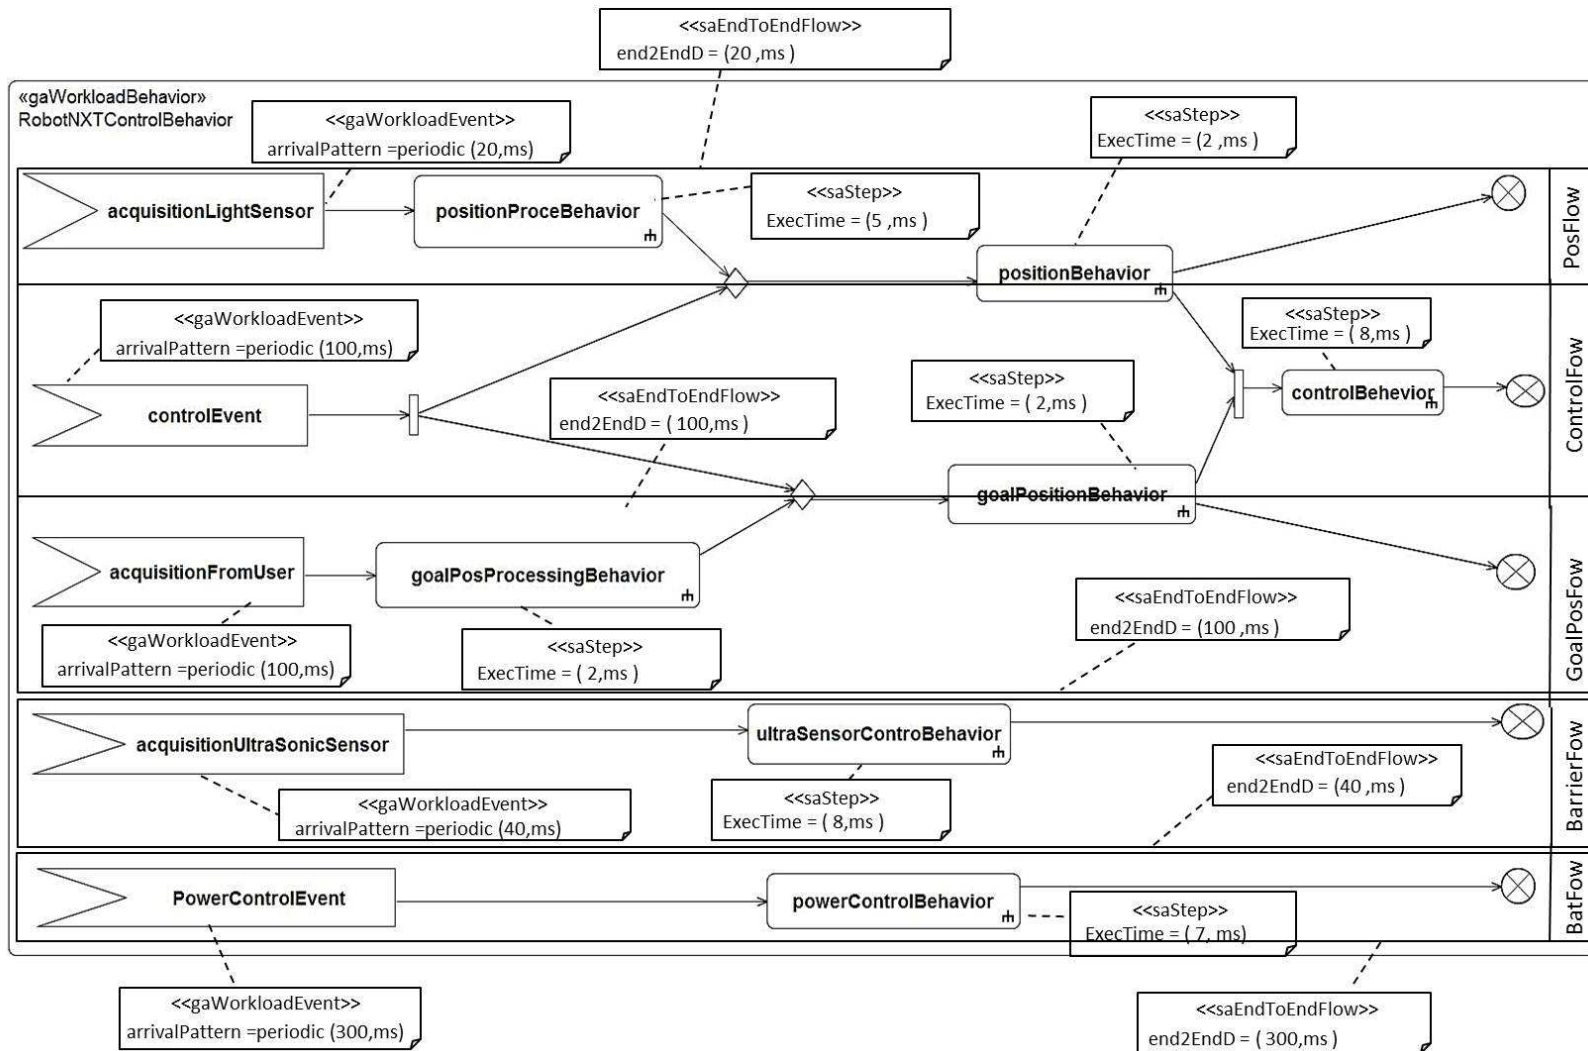 <<saEndToEndFlow>>
end2EndD = (20 ,ms )
«gaWorkloadBehavior»
RobotNXTControlBehavior
<<gaWorkloadEvent>>
arrivalPattern =periodic (20,ms)
<<saStep>>
ExecTime = (2 ,ms )
acquisitionLightSensor
positionProceBehavior
<<saStep>>
ExecTime = (5 ,ms )
positionBehavior
PosFlow
<<gaWorkloadEvent>>
arrivalPattern =periodic (100,ms)
controlEvent
<<saEndToEndFlow>>
end2EndD = ( 100,ms )
<<saStep>>
ExecTime = ( 2,ms )
<<saStep>>
ExecTime = ( 8,ms )
controlBehevior
ControlFow
goalPositionBehavior
acquisitionFromUser
goalPosProcessingBehavior
<<gaWorkloadEvent>>
arrivalPattern =periodic (100,ms)
<<saStep>>
ExecTime = ( 2,ms )
<<saEndToEndFlow>>
end2EndD = (100 ,ms )
GoalPosFow
acquisitionUltraSonicSensor
ultraSensorControBehavior
<<gaWorkloadEvent>>
arrivalPattern =periodic (40,ms)
<<saStep>>
ExecTime = ( 8,ms )
<<saEndToEndFlow>>
end2EndD = (40 ,ms )
BarrierFow
PowerControlEvent
powerControlBehavior
<<saStep>>
ExecTime = ( 7, ms)
BatFow
<<gaWorkloadEvent>>
arrivalPattern =periodic (300,ms)
<<saEndToEndFlow>>
end2EndD = ( 300,ms )